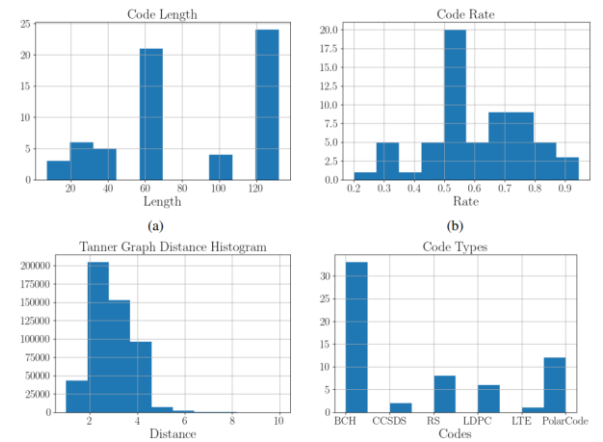 Code Length
25
20
15
10
5
0
20 40 60 80 100 120
Length
(a)
Code Rate
20.0
17.5
15.0
12.5
10.0
7.5
5.0
2.5
0.0
0.2 0.3 0.4 0.5 0.6 0.7 0.8 0.9
Rate
(b)
Tanner Graph Distance Histogram
200000
175000
150000
125000
100000
75000
50000
25000
0
2 4 6 8 10
Distance
Code Types
30
25
20
15
10
5
0
BCH CCSDS RS LDPC LTE PolarCode
Codes